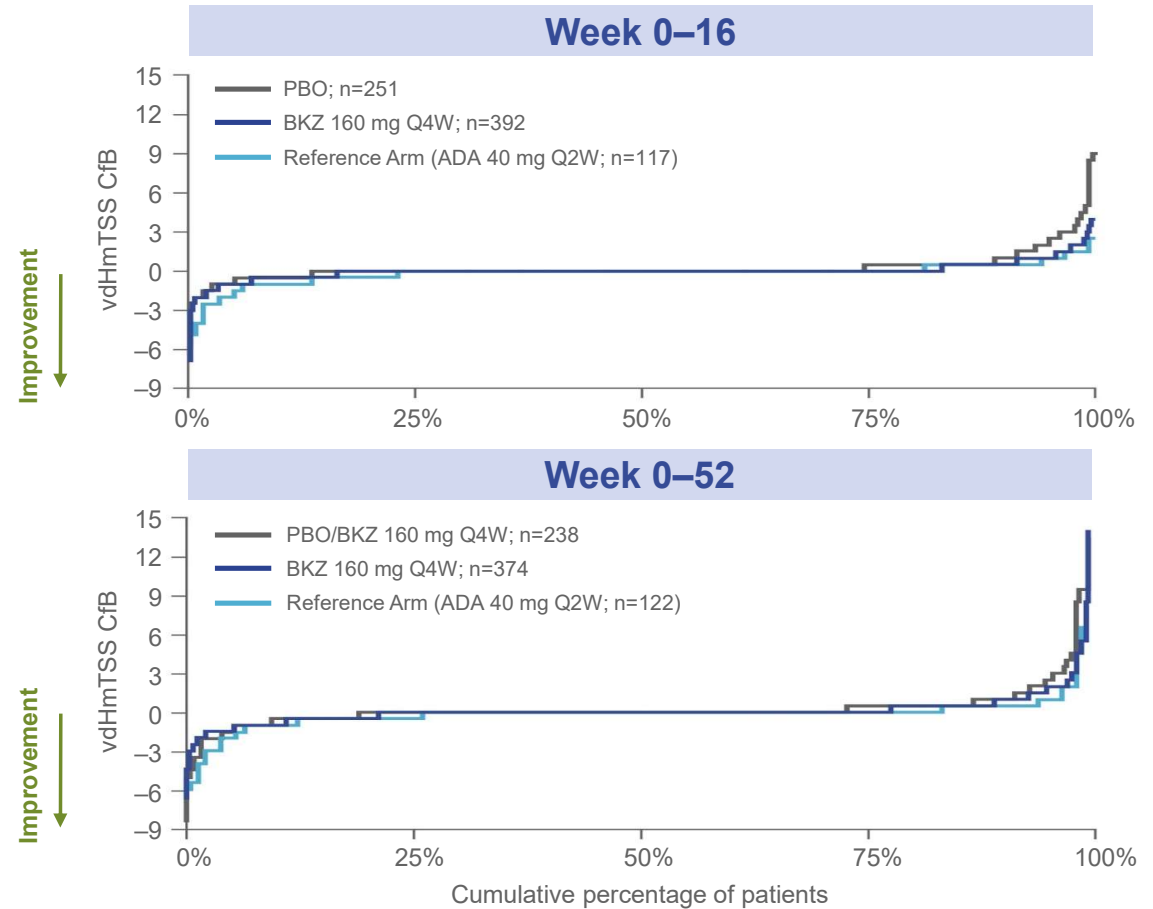 Week 0–16
PBO; n=251
BKZ 160 mg Q4W; n=392
Reference Arm (ADA 40 mg Q2W; n=117)
vdHmTSS CfB
Improvement
15
12
9
6
3
0
–3
–6
–9
0% 25% 50% 75% 100%
Week 0–52
PBO/BKZ 160 mg Q4W; n=238
BKZ 160 mg Q4W; n=374
Reference Arm (ADA 40 mg Q2W; n=122)
vdHmTSS CfB
Improvement
15
12
9
6
3
0
–3
–6
–9
0% 25% 50% 75% 100%
Cumulative percentage of patients